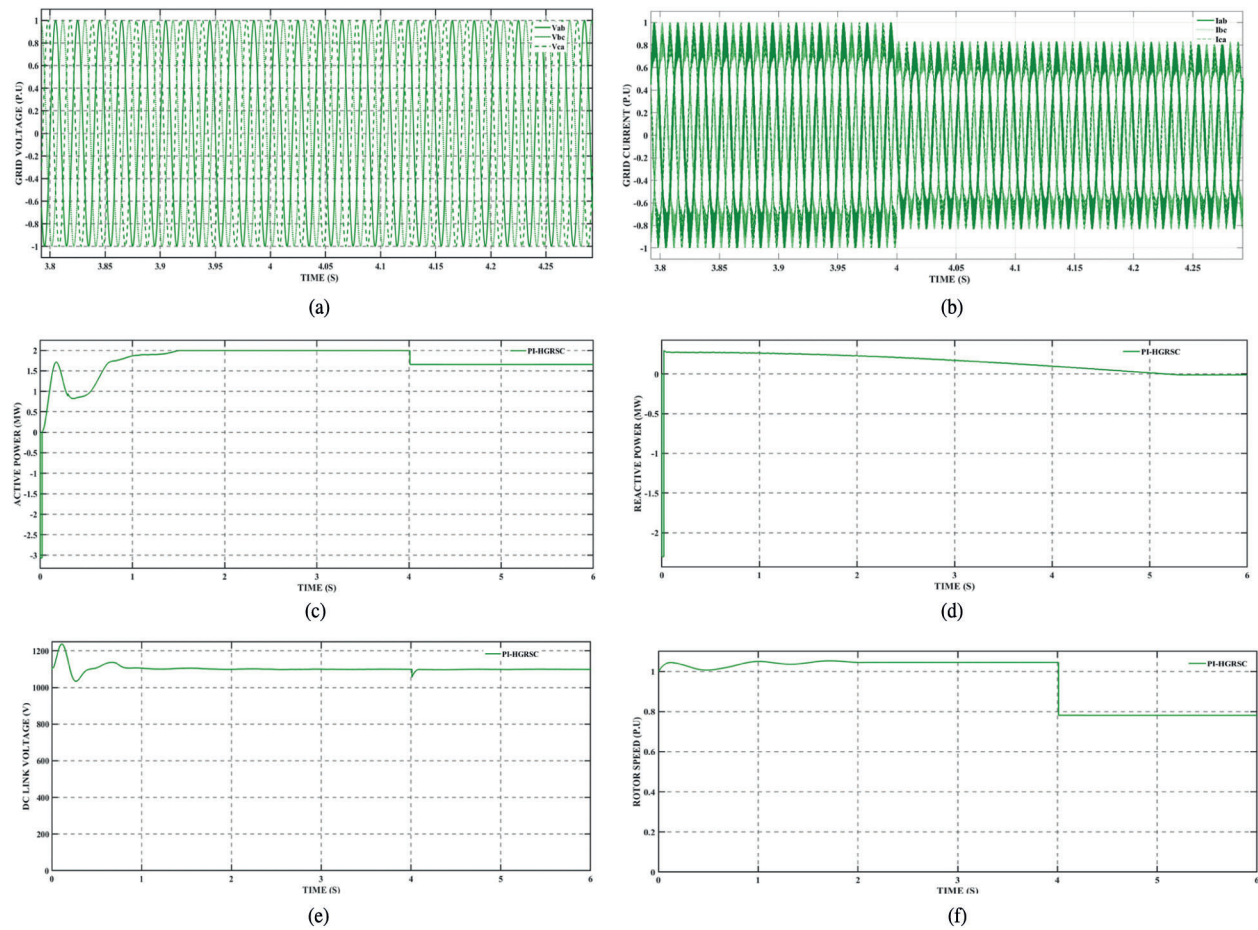 GRID VOLTAGE (P.U)
1
0.8
0.6
0.4
0.2
0
-0.2
-0.4
-0.6
-0.8
-1
Vab
Vbc
Vca
3.8 3.85 3.9 3.95 4 4.05 4.1 4.15 4.2 4.25
TIME (S)
(a)
GRID CURRENT (P.U)
1
0.8
0.6
0.4
0.2
0
-0.2
-0.4
-0.6
-0.8
-1
Iab
Ibc
Ica
3.8 3.85 3.9 3.95 4 4.05 4.1 4.15 4.2 4.25
TIME (S)
(b)
ACTIVE POWER (MW)
2
1.5
1
0.5
0
-0.5
-1
-1.5
-2
-2.5
-3
PI-HGRSC
0 1 2 3 4 5 6
TIME (S)
(c)
REACTIVE POWER (MW)
0
-0.5
-1
-1.5
-2
PI-HGRSC
0 1 2 3 4 5 6
TIME (S)
(d)
DC LINK VOLTAGE (V)
1200
1000
800
600
400
200
0
PI-HGRSC
0 1 2 3 4 5 6
TIME (S)
(e)
ROTOR SPEED (P.U)
1
0.8
0.6
0.4
0.2
0
PI-HGRSC
0 1 2 3 4 5 6
TIME (S)
(f)